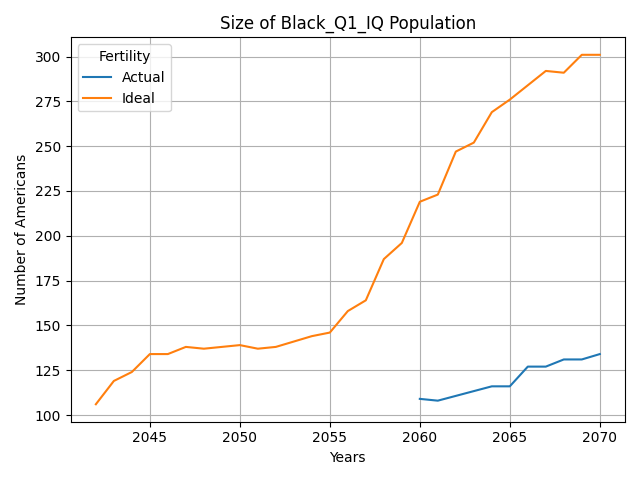 Size of Black_Q1_IQ Population
Fertility
Actual
Ideal
Number of Americans
300
275
250
225
200
175
150
125
100
2045 2050 2055 2060 2065 2070
Years